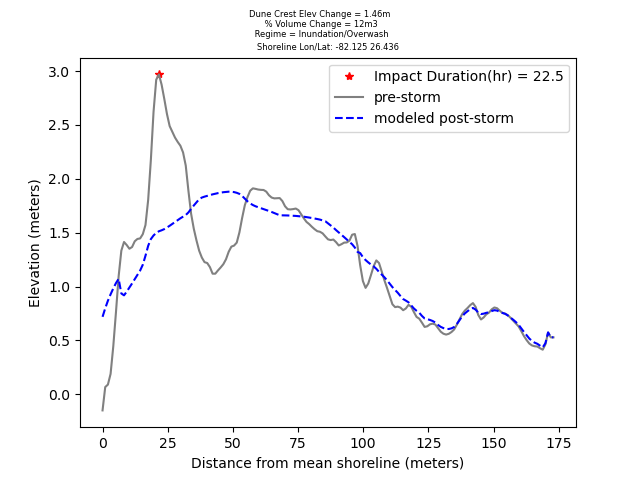 Dune Crest Elev Change = 1.46m
% Volume Change = 12m3
Regime = Inundation/Overwash
Shoreline Lon/Lat: -82.125 26.436
Impact Duration(hr) = 22.5
pre-storm
modeled post-storm
Elevation (meters)
3.0
2.5
2.0
1.5
1.0
0.5
0.0
0 25 50 75 100 125 150 175
Distance from mean shoreline (meters)